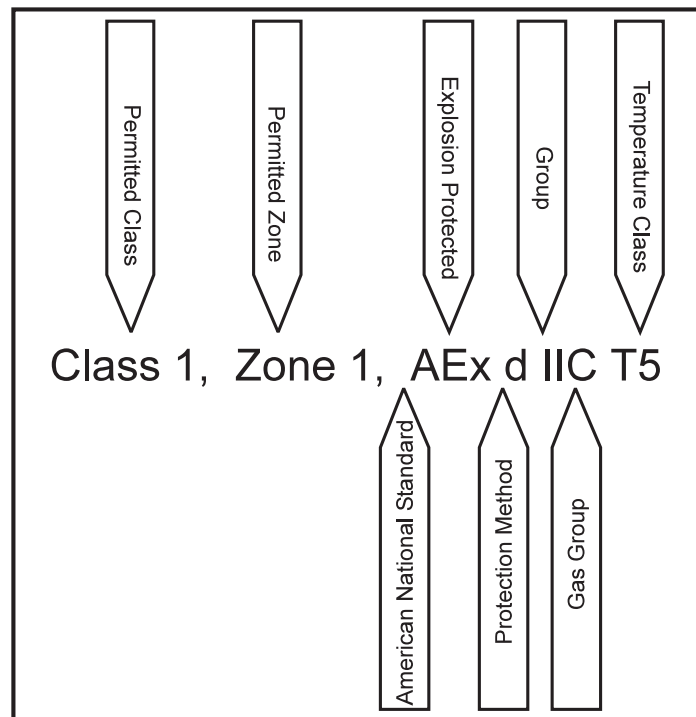 Permitted Class
Permitted Zone
Explosion Protected
Group
Temperature Class
Class 1, Zone 1, AEx d IIC T5
American National Standard
Protection Method
Gas Group